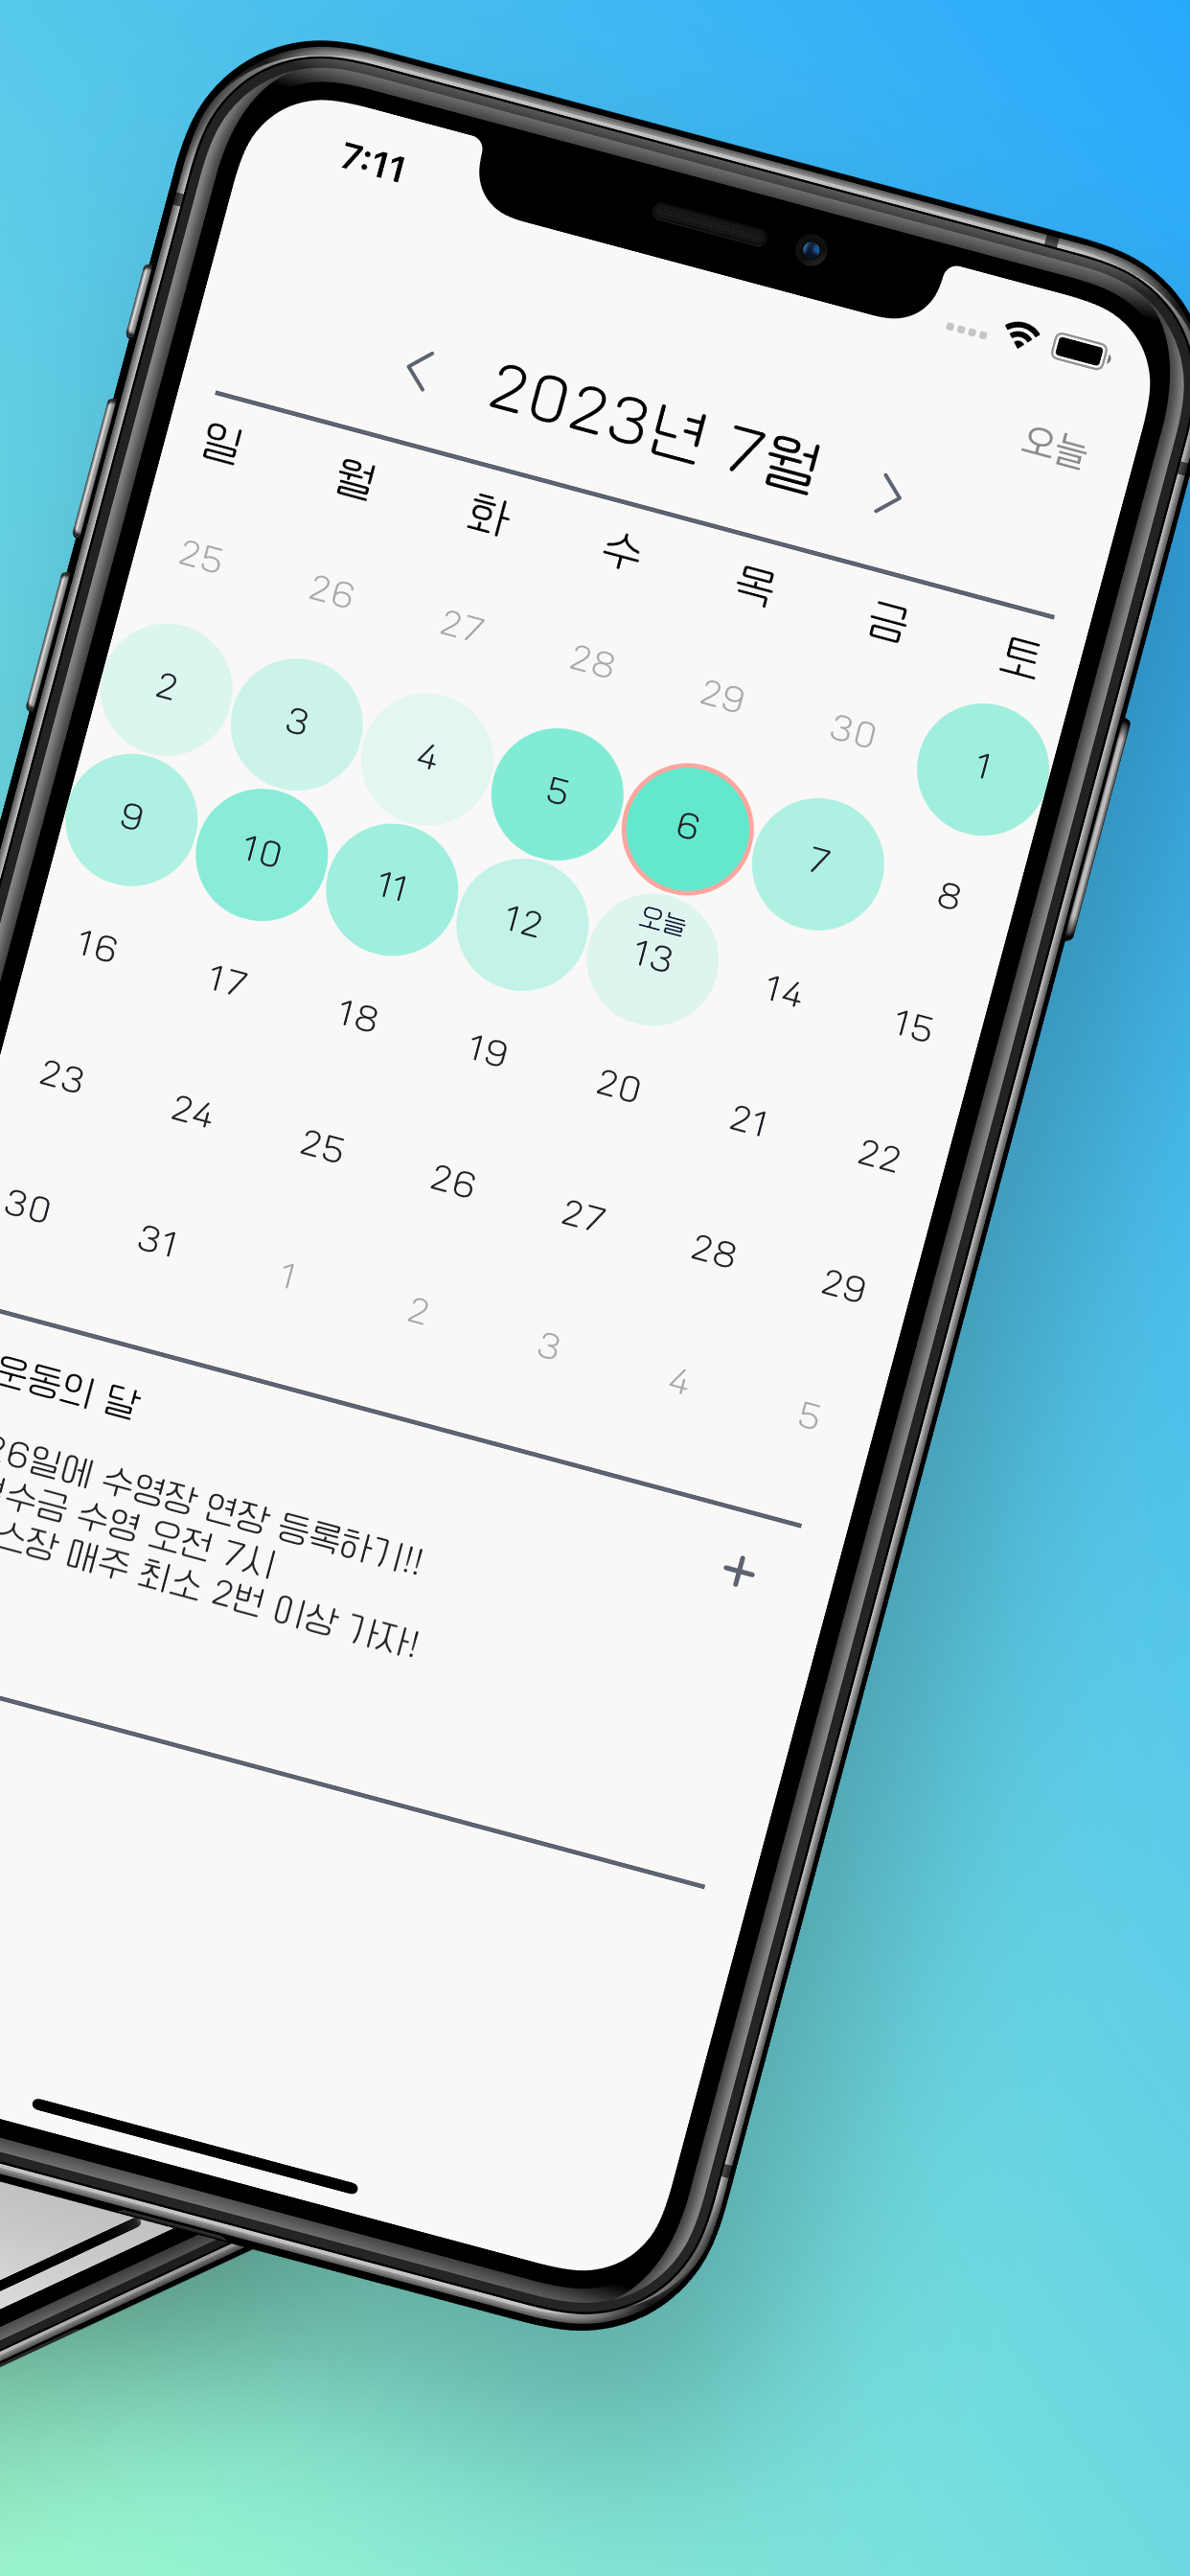 7:11
2023년 7월
오늘
일 월 화 수 목 금 토
25 26 27 28 29 30 1
2 3 4 5 6 7 8
9 10 11 12 오늘 13 14 15
16 17 18 19 20 21 22
23 24 25 26 27 28 29
30 31 1 2 3 4 5
운동의 달
26일에 수영장 연장 등록하기!!
수금 수영 오전 7시
스장 매주 최소 2번 이상 가자!